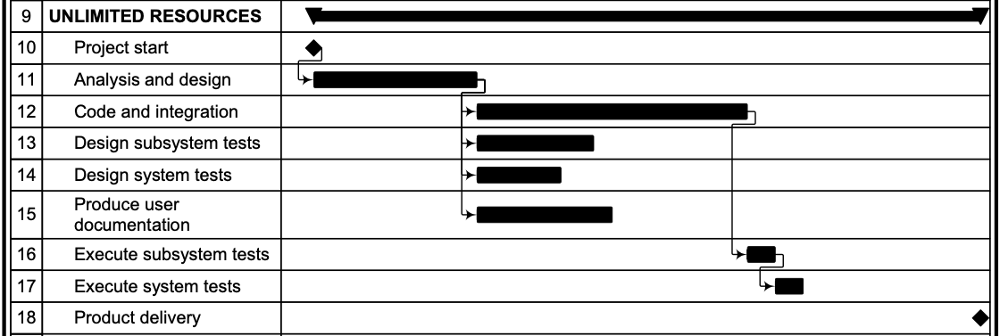 9 UNLIMITED RESOURCES
10 Project start
11 Analysis and design
12 Code and integration
13 Design subsystem tests
14 Design system tests
15 Produce user
documentation
16 Execute subsystem tests
17 Execute system tests
18 Product delivery